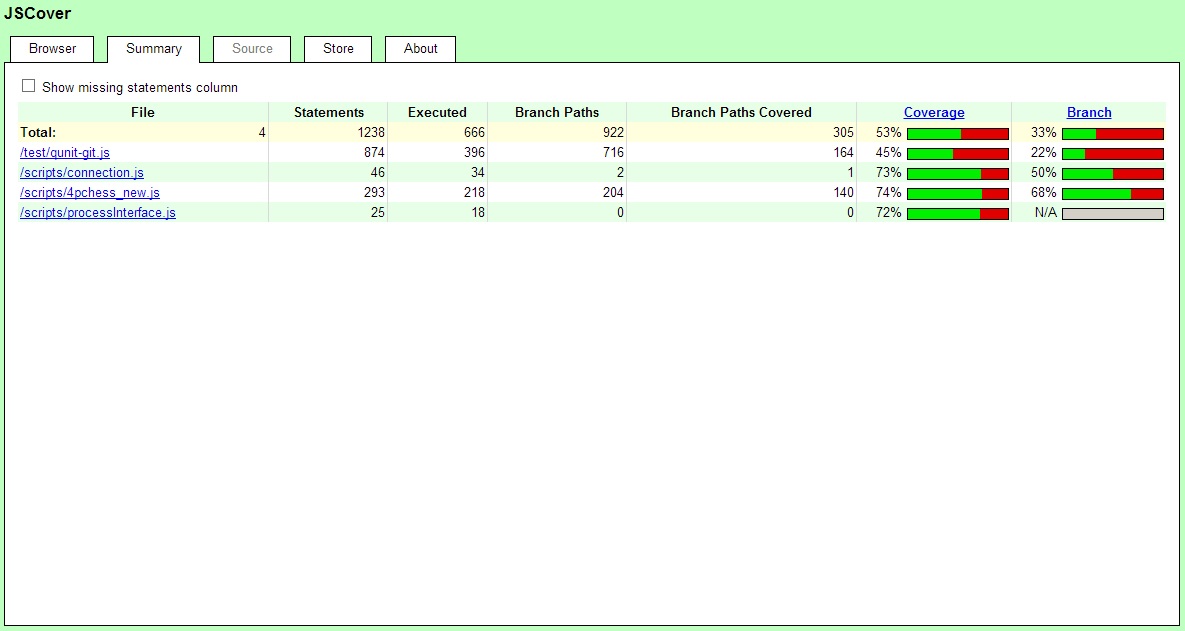 JSCover
Browser Summary Source Store About
Show missing statements column
File Statements Executed Branch Paths Branch Paths Covered Coverage Branch
Total: 4 1238 666 922 305 53% 33%
/test/qunit-git.js 874 396 716 164 45% 22%
/scripts/connection.js 46 34 2 1 73% 50%
/scripts/4pchess_new.js 293 218 204 140 74% 68%
/scripts/processInterface.js 25 18 0 0 72% N/A